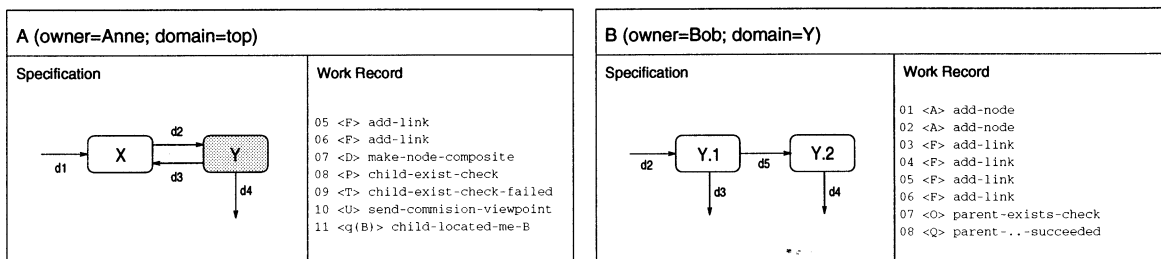 A (owner=Anne; domain=top)
Specification
d1
X
d2
d3
Y
d4
Work Record
05 <F> add-link
06 <F> add-link
07 <D> make-node-composite
08 <P> child-exist-check
09 <T> child-exist-check-failed
10 <U> send-commision-viewpoint
11 <g(B)> child-located-me-B
B (owner=Bob; domain=Y)
Specification
d2
Y.1
d5
Y.2
d3
d4
Work Record
01 <A> add-node
02 <A> add-node
03 <F> add-link
04 <F> add-link
05 <F> add-link
06 <F> add-link
07 <O> parent-exists-check
08 <Q> parent-..-succeeded